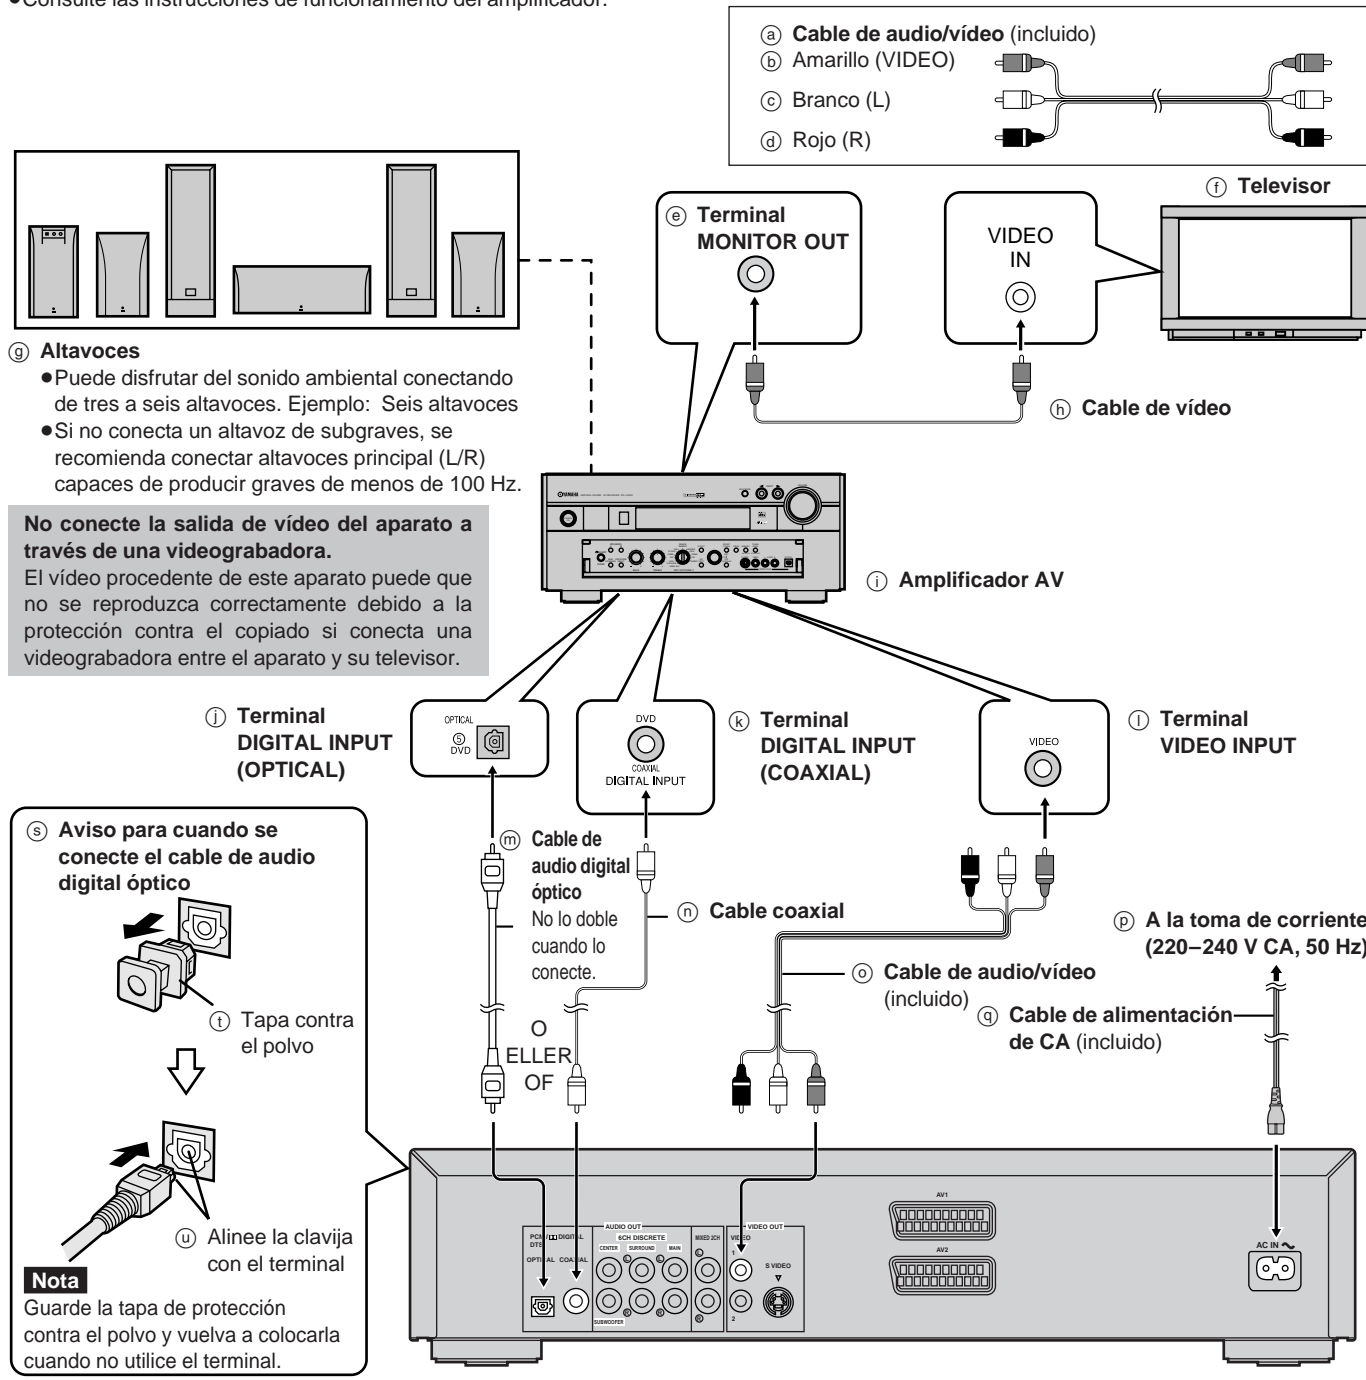 ●Consulte las instrucciones de funcionamiento del amplificador.
ⓐ Cable de audio/vídeo (incluido)
ⓑ Amarillo (VIDEO)
ⓒ Branco (L)
ⓓ Rojo (R)
ⓔ Terminal
MONITOR OUT
VIDEO
IN
ⓕ Televisor
ⓖ Altavoces
●Puede disfrutar del sonido ambiental conectando
de tres a seis altavoces. Ejemplo: Seis altavoces
●Si no conecta un altavoz de subgraves, se
recomienda conectar altavoces principal (L/R)
capaces de producir graves de menos de 100 Hz.
ⓗ Cable de vídeo
No conecte la salida de vídeo del aparato a
través de una videograbadora.
El vídeo procedente de este aparato puede que
no se reproduzca correctamente debido a la
protección contra el copiado si conecta una
videograbadora entre el aparato y su televisor.
YAMAHA
ⓘ Amplificador AV
ⓙ Terminal
DIGITAL INPUT
(OPTICAL)
OPTICAL
⑤
DVD
DVD
COAXIAL
DIGITAL INPUT
ⓚ Terminal
DIGITAL INPUT
(COAXIAL)
VIDEO
ⓛ Terminal
VIDEO INPUT
ⓢ Aviso para cuando se
conecte el cable de audio
digital óptico
ⓣ Tapa contra
el polvo
ⓤ Alinee la clavija
con el terminal
Nota
Guarde la tapa de protección
contra el polvo y vuelva a colocarla
cuando no utilice el terminal.
ⓜ Cable de
audio digital
óptico
No lo doble
cuando lo
conecte.
ⓝ Cable coaxial
O
ELLER
OF
ⓞ Cable de audio/vídeo
(incluido)
ⓟ A la toma de corriente
(220–240 V CA, 50 Hz)
ⓠ Cable de alimentación
de CA (incluido)
AUDIO OUT
VIDEO OUT
PCM/ DIGITAL
DTS
6CH DISCRETE
MIXED 2CH
VIDEO
CENTER SURROUND MAIN
OPTICAL COAXIAL
L L L
1
S VIDEO
R R R
2
SUBWOOFER
AV1
AV2
AC IN